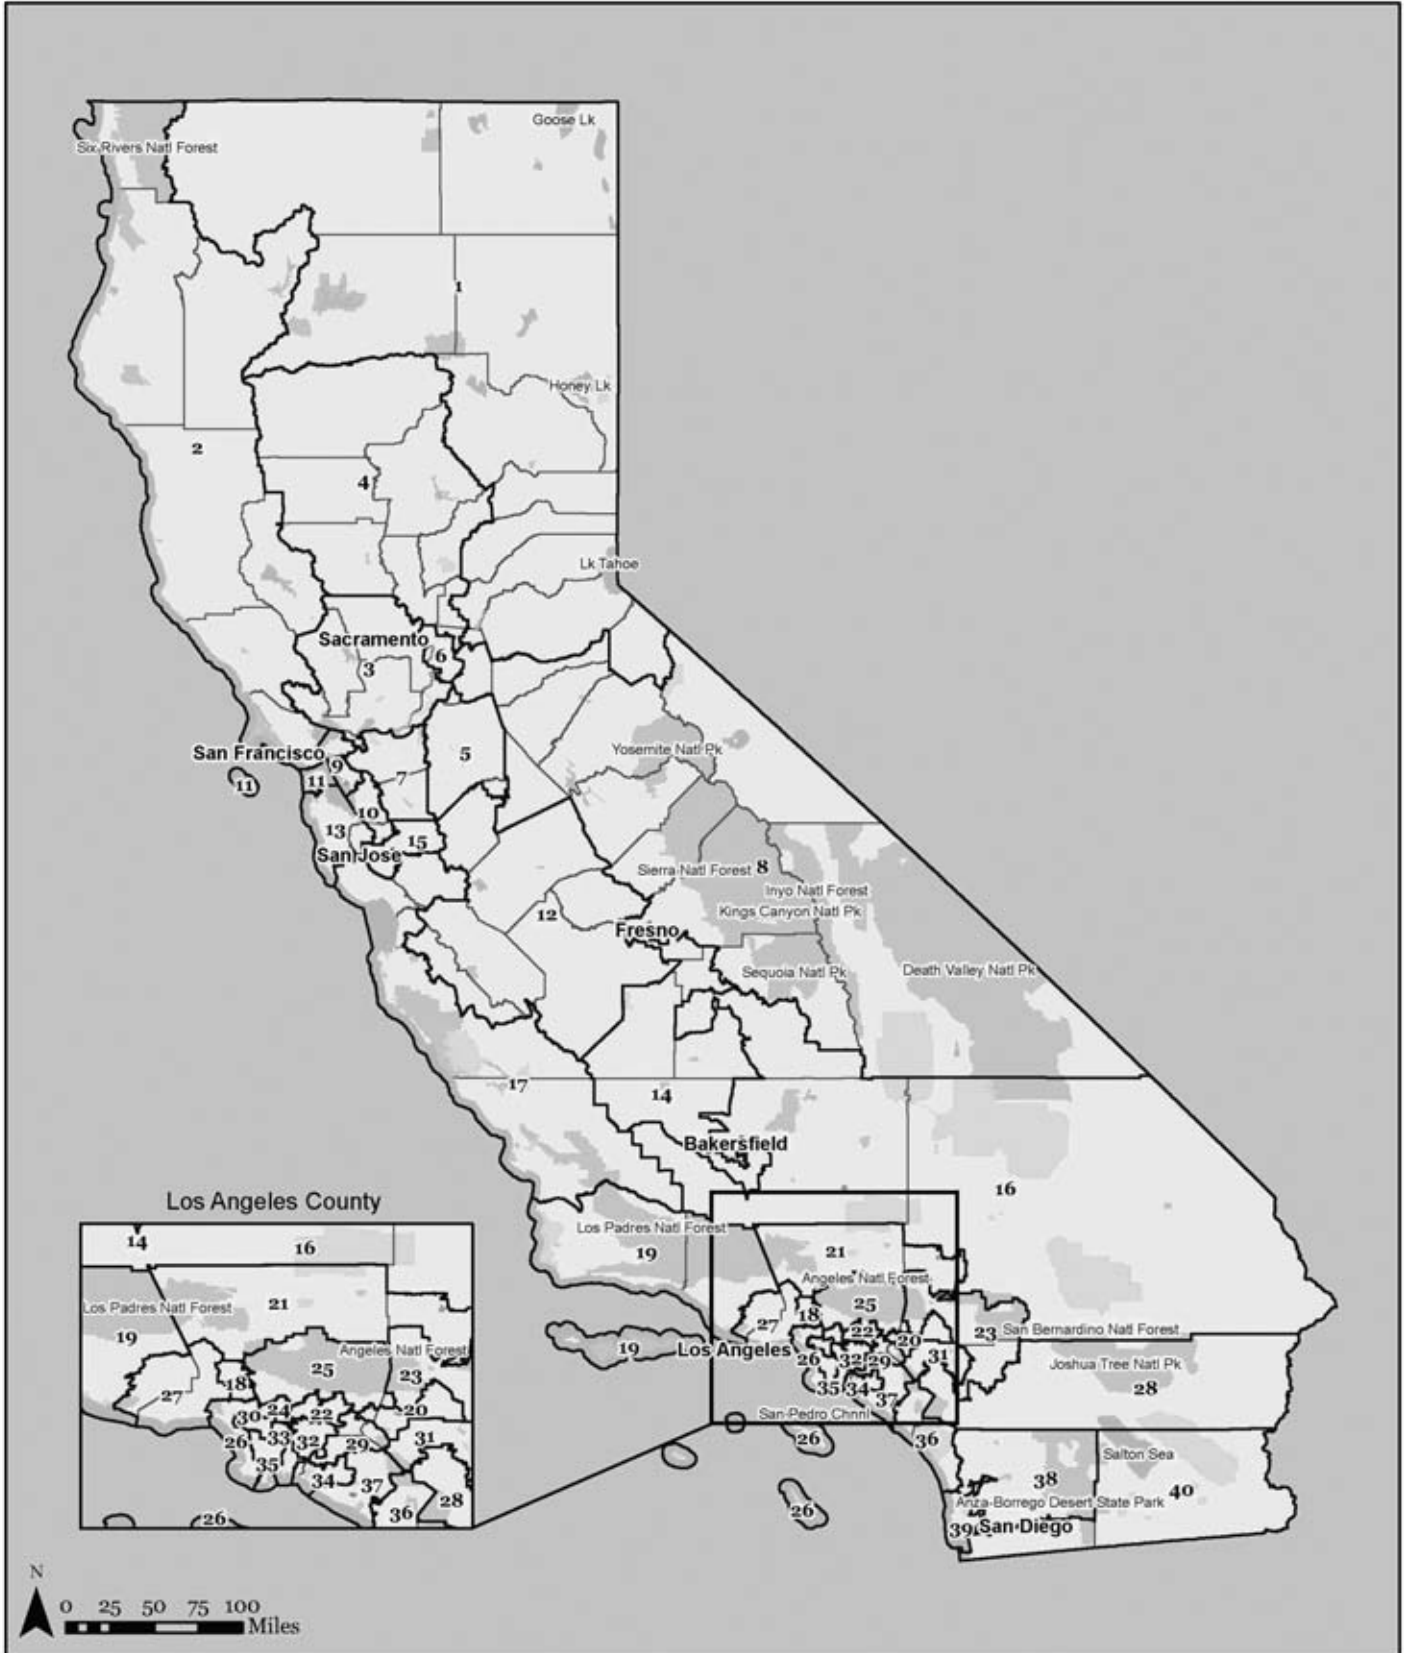 Goose Lk
Six Rivers Natl Forest
1
Honey Lk
2
4
Lk Tahoe
Sacramento
6
3
San Francisco
5
Yosemite Natl Pk
9
7
11
11
10
13
15
San Jose
Sierra Natl Forest
8
Inyo Natl Forest
Kings Canyon Natl Pk
12
Fresno
Sequoia Natl Pk
Death Valley Natl Pk
17
14
Bakersfield
16
Los Padres Natl Forest
19
21
Angeles Natl Forest
25
18
27
22
20
23
San Bernardino Natl Forest
19
Los Angeles
26
32
29
31
Joshua Tree Natl Pk
28
35
34
37
San Pedro Chnnl
26
36
Salton Sea
38
40
26
Anza-Borrego Desert State Park
39
San Diego
Los Angeles County
14
16
Los Padres Natl Forest
21
19
Angeles Natl Forest
25
23
18
27
30
24
22
20
26
33
32
29
31
35
34
37
28
36
26
N
0 25 50 75 100
Miles